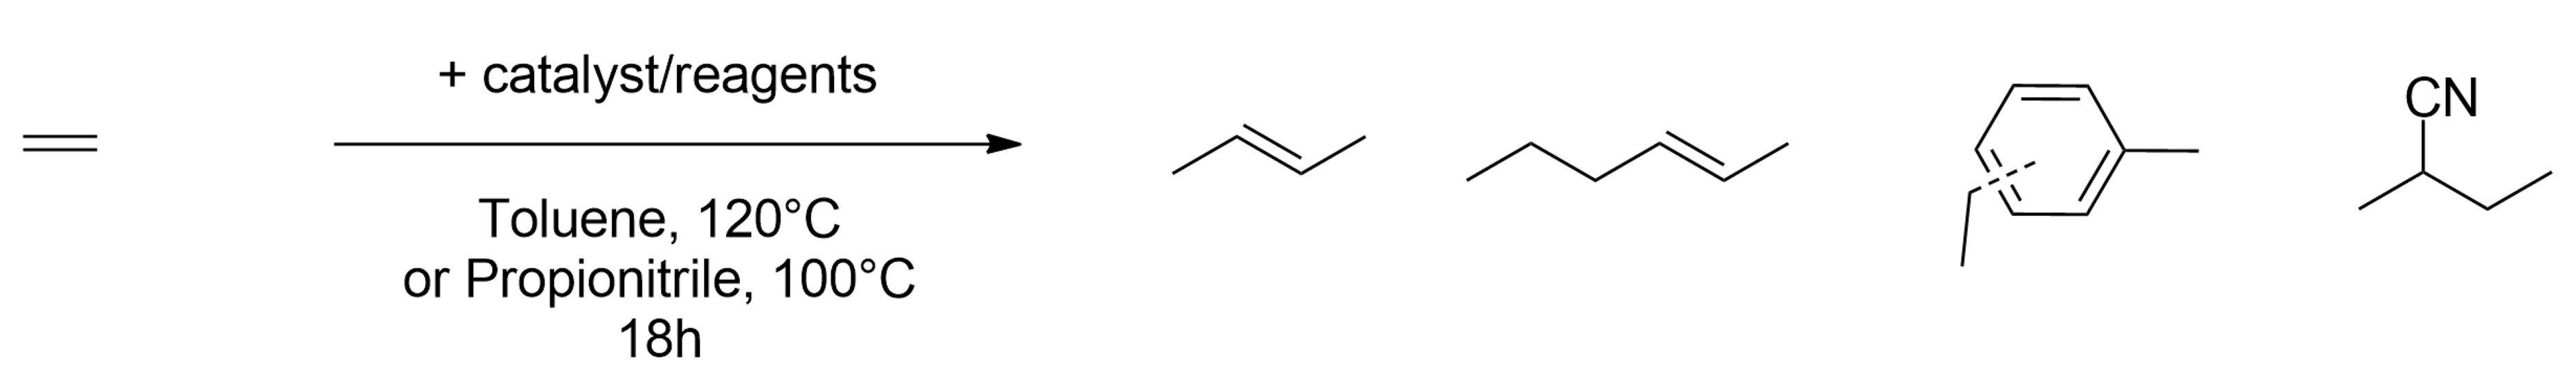 + catalyst/reagents
Toluene, 120°C
or Propionitrile, 100°C
18h
CN